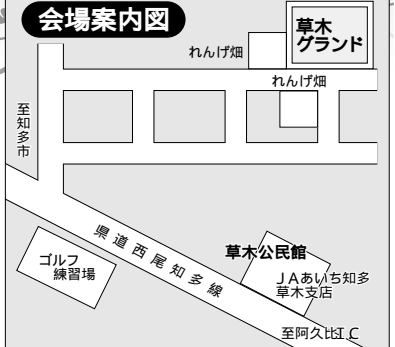 会場案内図
草木
グランド
れんげ畑
れんげ畑
至知多市
県道西尾知多線
草木公民館
ゴルフ
練習場
JAあいち知多
草木支店
至阿久比IC